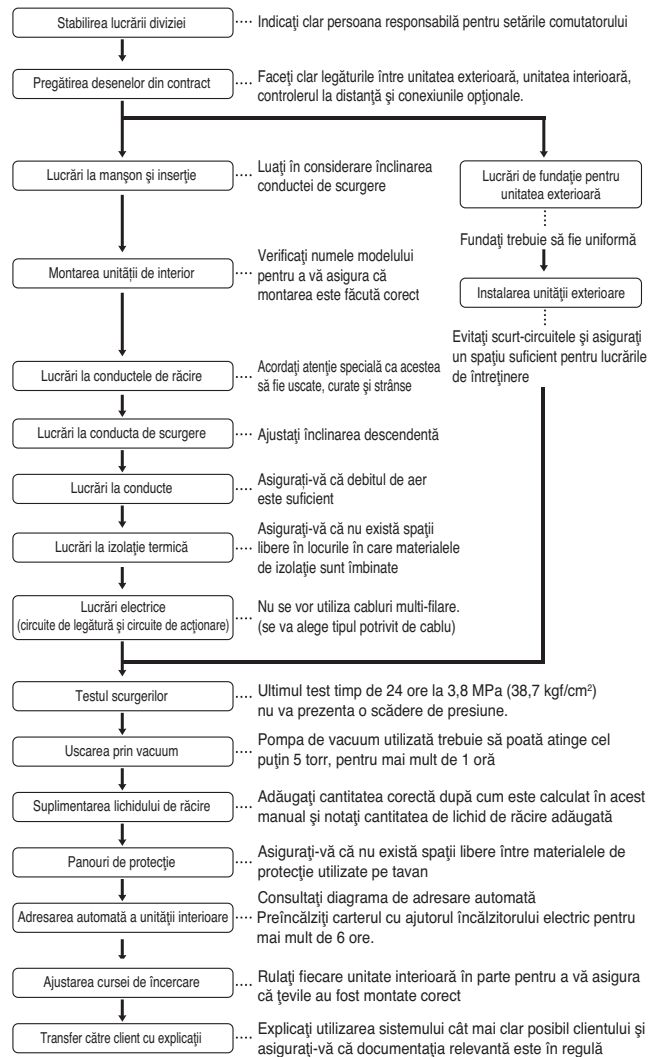 Stabilirea lucrării diviziei
···· Indicaţi clar persoana responsabilă pentru setările comutatorului
Pregătirea desenelor din contract
···· Faceţi clar legăturile între unitatea exterioară, unitatea interioară,
controlerul la distanţă şi conexiunile opţionale.
Lucrări la manşon şi inserţie
···· Luaţi în considerare înclinarea
conductei de scurgere
Lucrări de fundaţie pentru
unitatea exterioară
Fundaţi trebuie să fie uniformă
Montarea unităţii de interior
···· Verificaţi numele modelului
pentru a vă asigura că
montarea este făcută corect
Instalarea unităţii exterioare
Evitaţi scurt-circuitele şi asiguraţi
un spaţiu suficient pentru lucrările
de întreţinere
Lucrări la conductele de răcire
···· Acordaţi atenţie specială ca acestea
să fie uscate, curate şi strânse
Lucrări la conducta de scurgere
···· Ajustaţi înclinarea descendentă
Lucrări la conducte
···· Asiguraţi-vă că debitul de aer
este suficient
Lucrări la izolaţie termică
···· Asiguraţi-vă că nu există spaţii
libere în locurile în care materialele
de izolaţie sunt îmbinate
Lucrări electrice
(circuite de legătură şi circuite de acţionare)
···· Nu se vor utiliza cabluri multi-filare.
(se va alege tipul potrivit de cablu)
Testul scurgerilor
···· Ultimul test timp de 24 ore la 3,8 MPa (38,7 kgf/cm²)
nu va prezenta o scădere de presiune.
Uscarea prin vacuum
···· Pompa de vacuum utilizată trebuie să poată atinge cel
puţin 5 torr, pentru mai mult de 1 oră
Suplimentarea lichidului de răcire
···· Adăugaţi cantitatea corectă după cum este calculat în acest
manual şi notaţi cantitatea de lichid de răcire adăugată
Panouri de protecţie
···· Asiguraţi-vă că nu există spaţii libere între materialele de
protecţie utilizate pe tavan
Adresarea automată a unităţii interioare
···· Consultaţi diagrama de adresare automată
Preîncălziţi carterul cu ajutorul încălzitorului electric pentru
mai mult de 6 ore.
Ajustarea cursei de încercare
···· Rulaţi fiecare unitate interioară în parte pentru a vă asigura
că ţevile au fost montate corect
Transfer către client cu explicaţii
···· Explicaţi utilizarea sistemului cât mai clar posibil clientului şi
asiguraţi-vă că documentaţia relevantă este în regulă